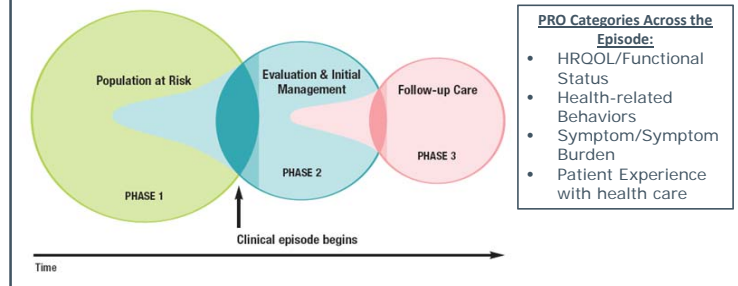 Population at Risk
PHASE 1
Evaluation & Initial
Management
PHASE 2
Follow-up Care
PHASE 3
Clinical episode begins
Time
PRO Categories Across the
Episode:
• HRQOL/Functional
Status
• Health-related
Behaviors
• Symptom/Symptom
Burden
• Patient Experience
with health care